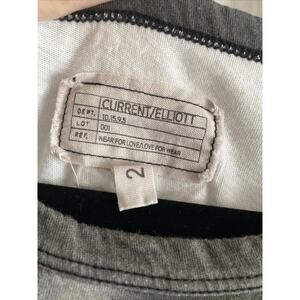 CURRENT/ELLIOTT
DEPT. 10.15.93
LOT 001
REF. WEAR FOR LOVE/LOVE FOR WEAR
2